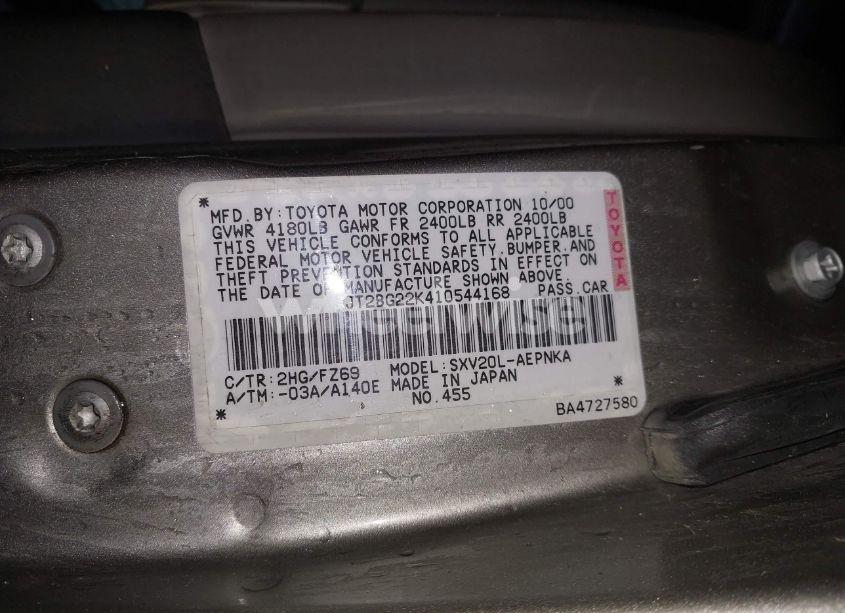 * MFD.BY:TOYOTA MOTOR CORPORATION 10/00
GVWR 4180LB GAWR FR 2400LB RR 2400LB
THIS VEHICLE CONFORMS TO ALL APPLICABLE
FEDERAL MOTOR VEHICLE SAFETY,BUMPER,AND
THEFT PREVENTION STANDARDS IN EFFECT ON
THE DATE OF MANUFACTURE SHOWN ABOVE.
JT2BG22K410544168 PASS.CAR
TOYOTA
Wheelwise
C/TR:2HG/FZ69 MODEL:SXV20L-AEPNKA
A/TM:-03A/A140E MADE IN JAPAN *
* NO.455 BA4727580